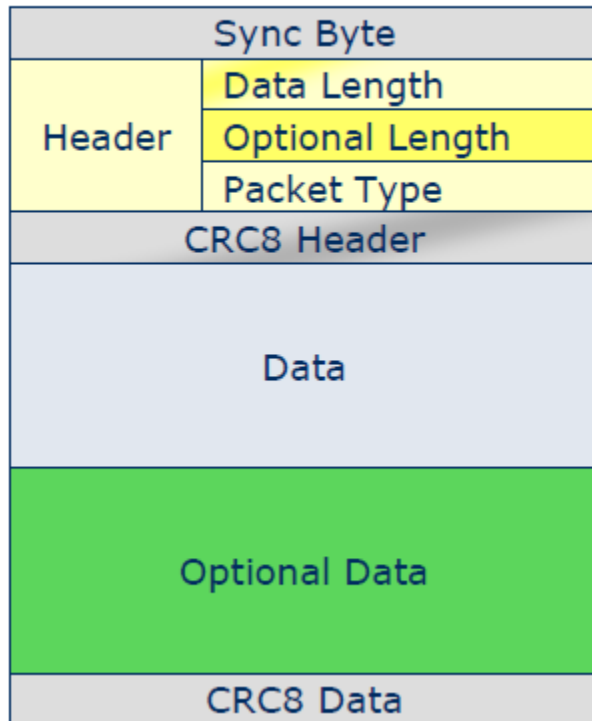 Sync Byte
Header
Data Length
Optional Length
Packet Type
CRC8 Header
Data
Optional Data
CRC8 Data